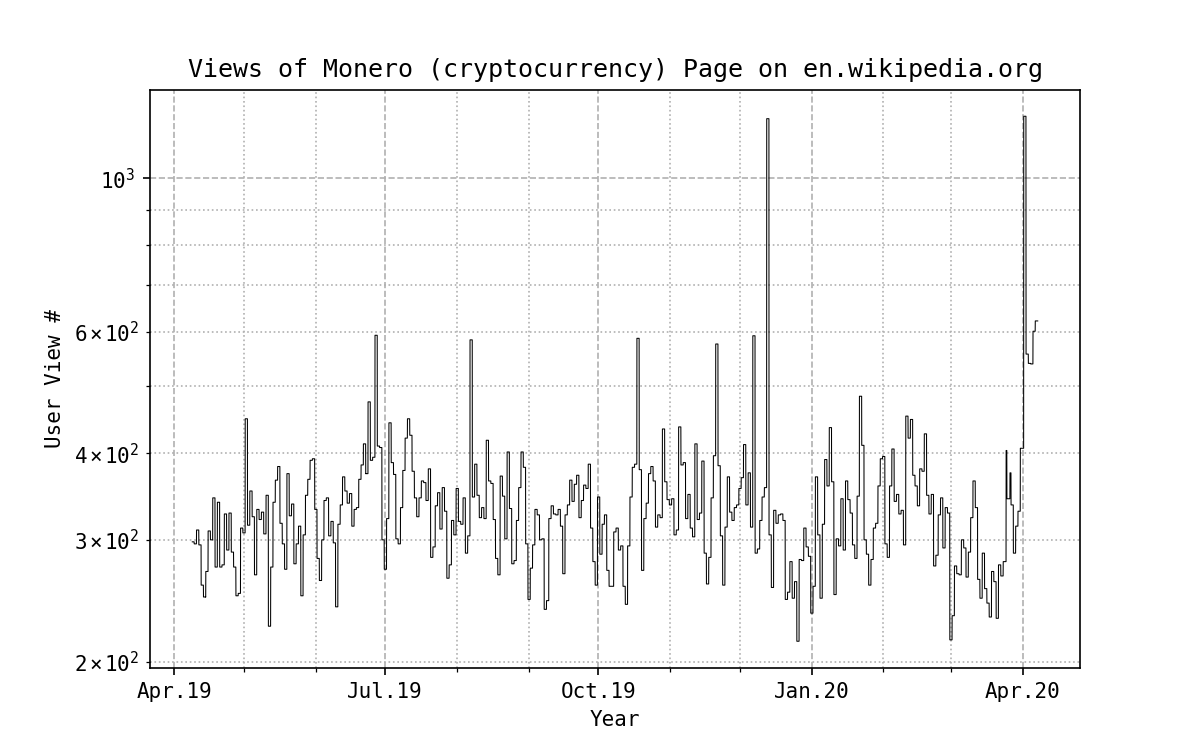 Views of Monero (cryptocurrency) Page on en.wikipedia.org
10³
6×10²
4×10²
3×10²
2×10²
User View #
Apr.19 Jul.19 Oct.19 Jan.20 Apr.20
Year